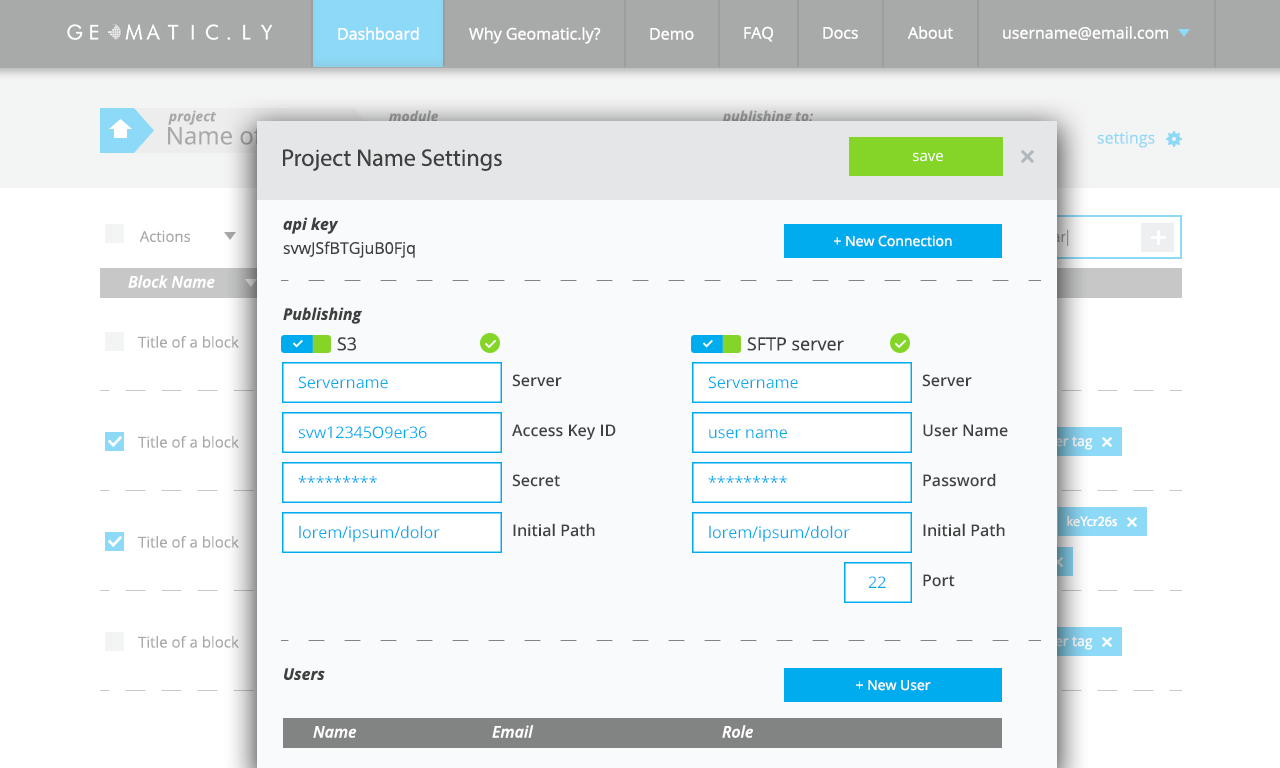 GEOMATIC.LY
Dashboard
Why Geomatic.ly?
Demo
FAQ
Docs
About
username@email.com
project
Name of
module
publishing to:
settings
Project Name Settings
save
api key
svwJSfBTGjuB0Fjq
+ New Connection
Actions
Block Name
Publishing
S3
SFTP server
Servername
Server
Servername
Server
svw12345O9er36
Access Key ID
user name
User Name
*********
Secret
*********
Password
lorem/ipsum/dolor
Initial Path
lorem/ipsum/dolor
Initial Path
22
Port
Title of a block
Title of a block
er tag
Title of a block
keYcr26s
Title of a block
er tag
Users
+ New User
Name
Email
Role